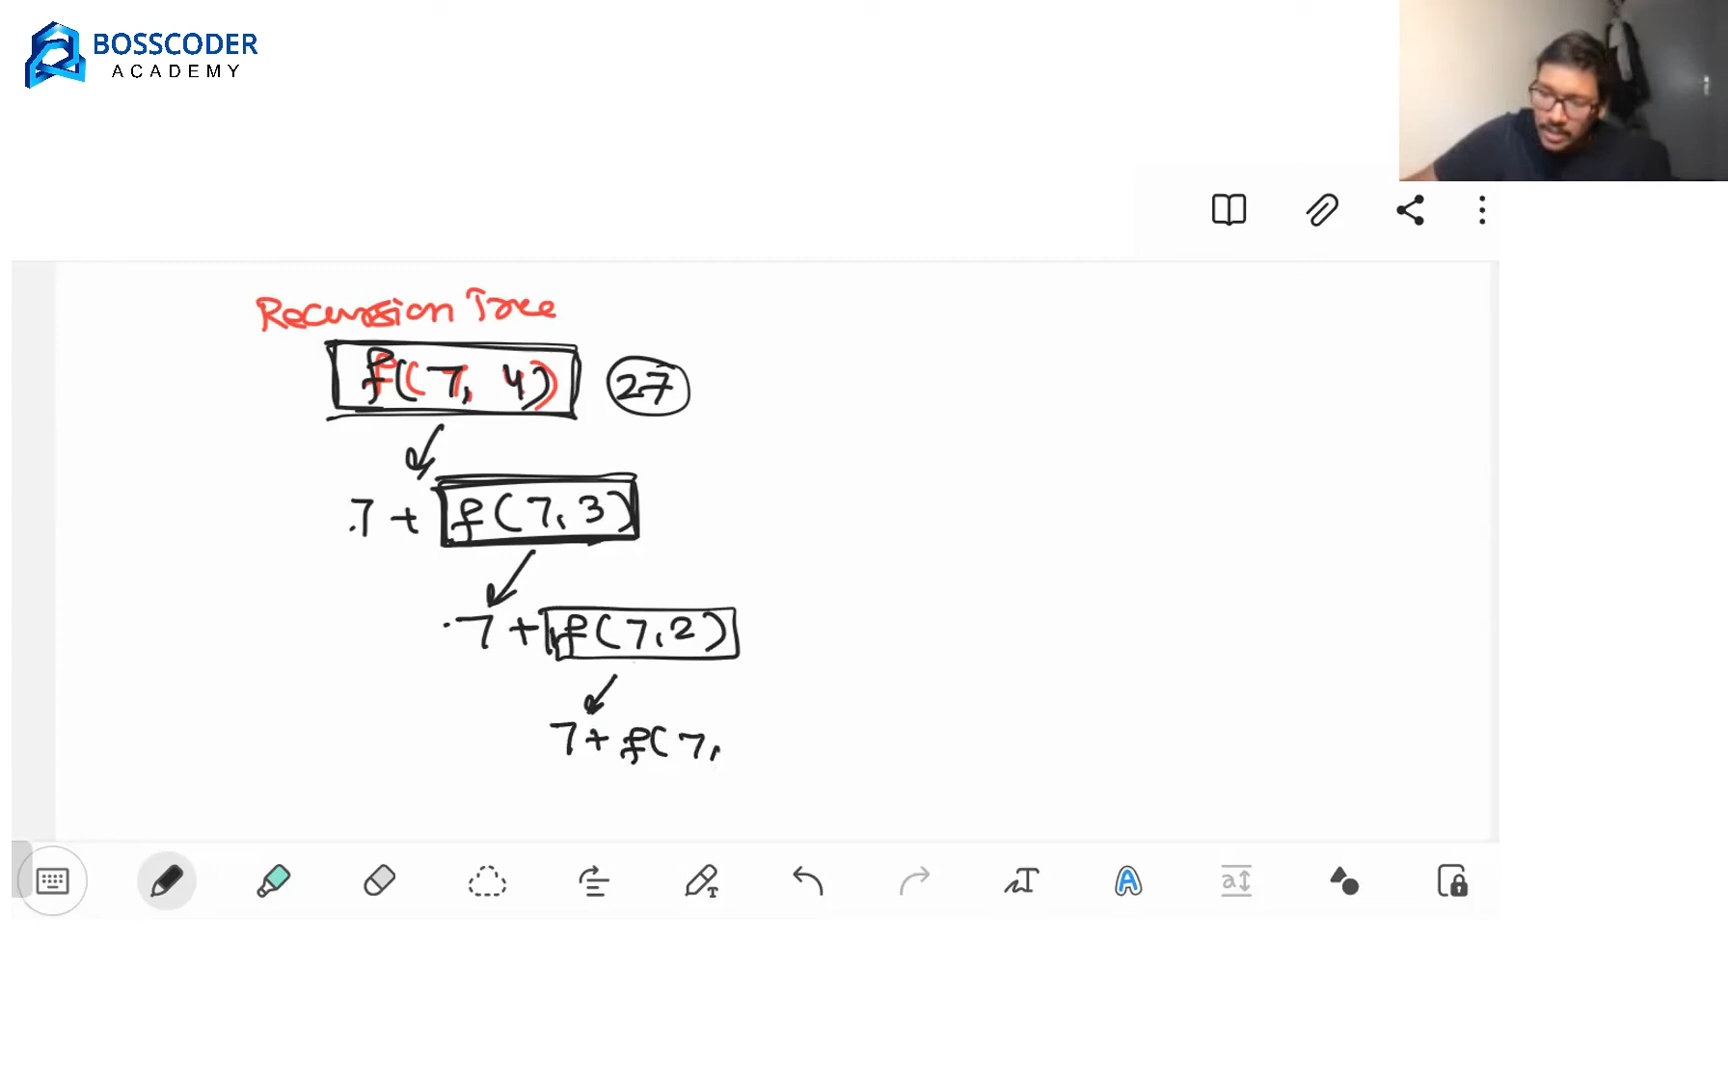 BOSSCODER
ACADEMY
Recursion Tree
f(7, 4) 27
.7 + f(7, 3)
.7 + f(7, 2)
7 + f(7,
T
T
A
a